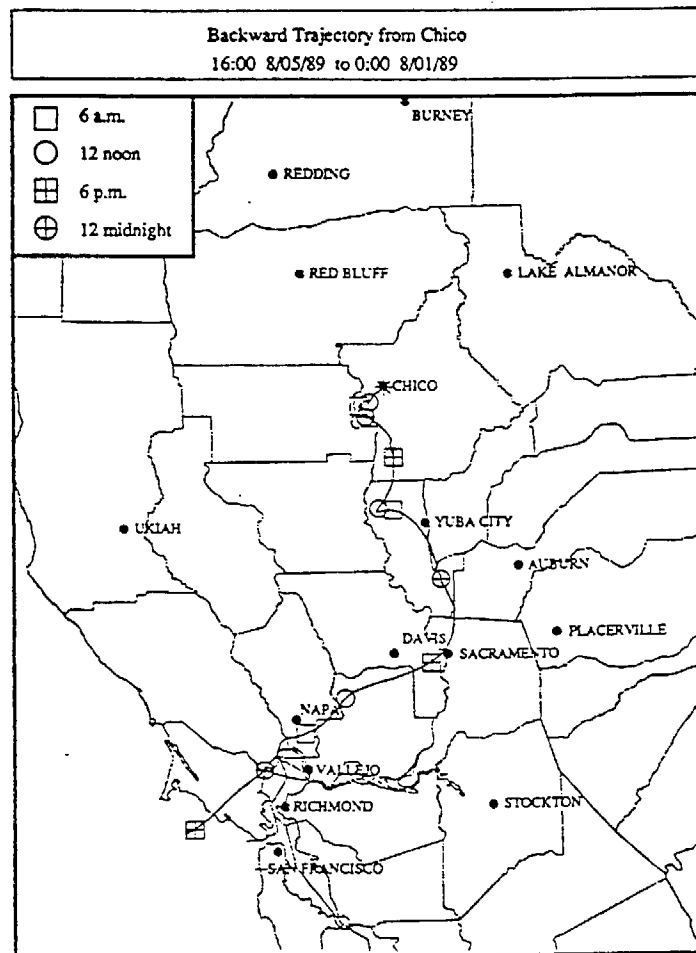 Backward Trajectory from Chico
16:00 8/05/89 to 0:00 8/01/89
6 a.m.
12 noon
6 p.m.
12 midnight
BURNEY
REDDING
RED BLUFF
LAKE ALMANOR
CHICO
UKIAH
YUBA CITY
AUBURN
PLACERVILLE
DAVIS
SACRAMENTO
NAPA
VALLEJO
RICHMOND
STOCKTON
SAN FRANCISCO